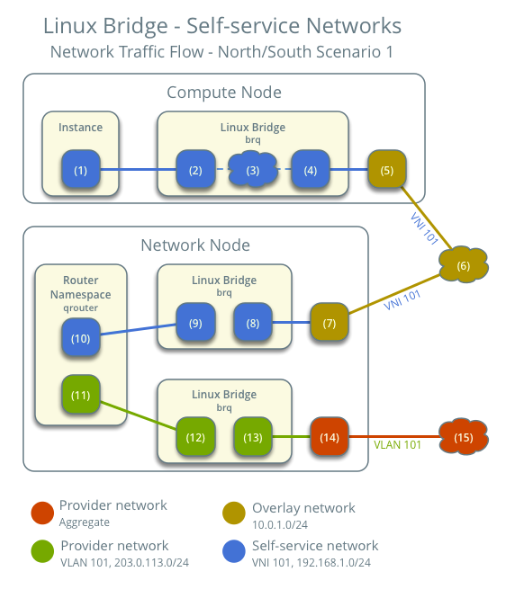 Linux Bridge - Self-service Networks
Network Traffic Flow - North/South Scenario 1
Compute Node
Instance
Linux Bridge
brq
(1)
(2)
(3)
(4)
(5)
VNI 101
(6)
VNI 101
Network Node
Router
Namespace
qrouter
Linux Bridge
brq
(7)
(8)
(9)
(10)
(11)
Linux Bridge
brq
(12)
(13)
(14)
VLAN 101
(15)
Provider network
Aggregate
Overlay network
10.0.1.0/24
Provider network
VLAN 101, 203.0.113.0/24
Self-service network
VNI 101, 192.168.1.0/24